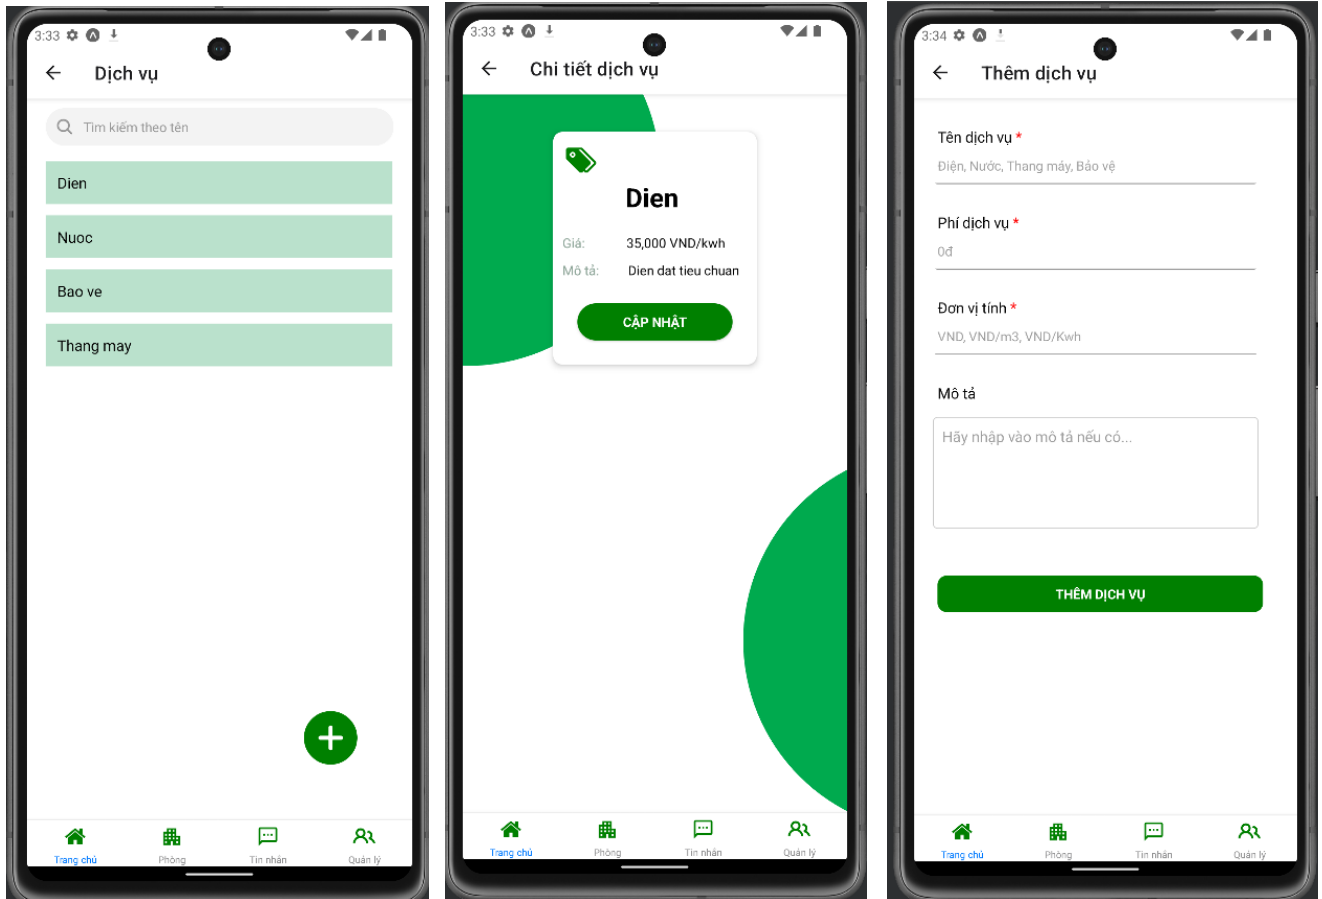 3:33
Dịch vụ
Tìm kiếm theo tên
Dien
Nuoc
Bao ve
Thang may
Trang chủ
Phòng
Tin nhắn
Quản lý
3:33
Chi tiết dịch vụ
Dien
Giá: 35,000 VND/kwh
Mô tả: Dien dat tieu chuan
CẬP NHẬT
Trang chủ
Phòng
Tin nhắn
Quản lý
3:34
Thêm dịch vụ
Tên dịch vụ *
Điện, Nước, Thang máy, Bảo vệ
Phí dịch vụ *
0đ
Đơn vị tính *
VND, VND/m3, VND/Kwh
Mô tả
Hãy nhập vào mô tả nếu có...
THÊM DỊCH VỤ
Trang chủ
Phòng
Tin nhắn
Quản lý